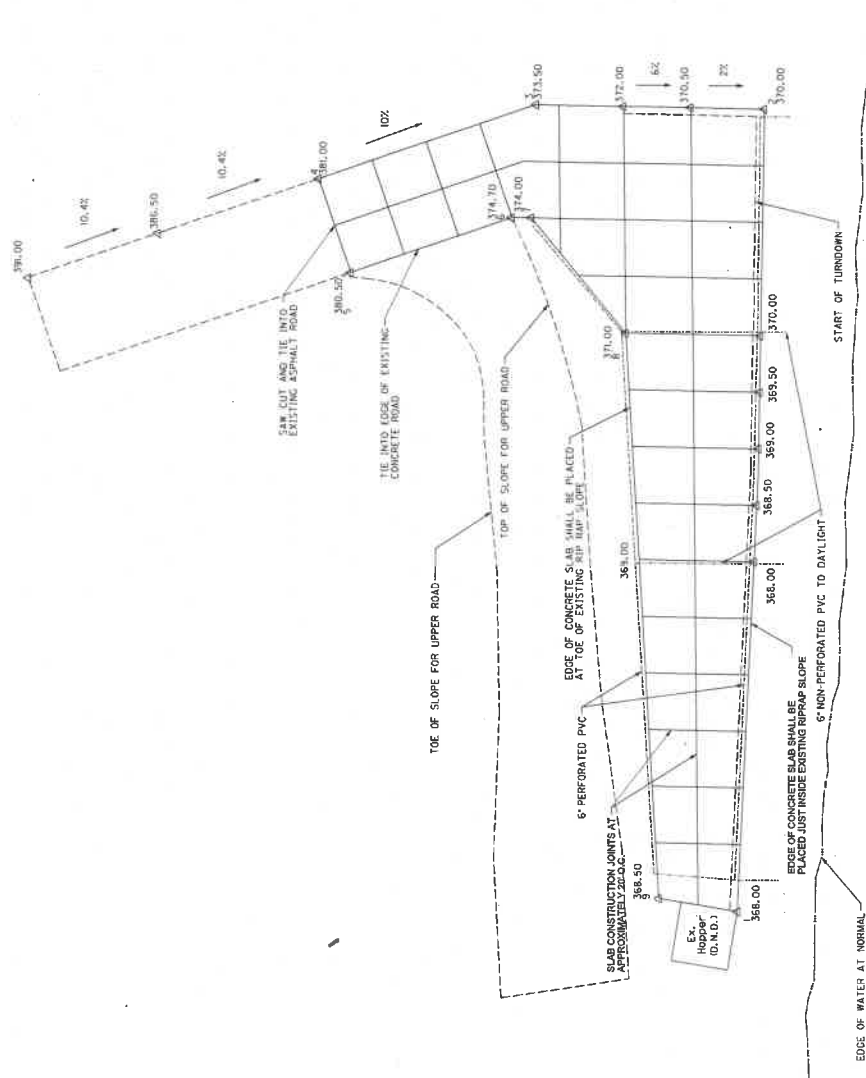 391.00
10.4%
386.50
10.4%
4
381.00
10%
3
373.50
372.00
6%
370.50
2%
2
370.00
380.50
5
374.70
6
374.00
7
SAW CUT AND TIE INTO
EXISTING ASPHALT ROAD
TIE INTO EDGE OF EXISTING
CONCRETE ROAD
TOE OF SLOPE FOR UPPER ROAD
TOP OF SLOPE FOR UPPER ROAD
371.00
8
EDGE OF CONCRETE SLAB SHALL BE PLACED
AT TOE OF EXISTING RIP RAP SLOPE
369.00
START OF TURNDOWN
370.00
369.50
369.00
368.50
368.00
6" PERFORATED PVC
6" NON-PERFORATED PVC TO DAYLIGHT
SLAB CONSTRUCTION JOINTS AT
APPROXIMATELY 20' O.C.
368.50
9
EDGE OF CONCRETE SLAB SHALL BE
PLACED JUST INSIDE EXISTING RIPRAP SLOPE
Ex.
Hopper
(D.N.D.)
1
368.00
EDGE OF WATER AT NORMAL